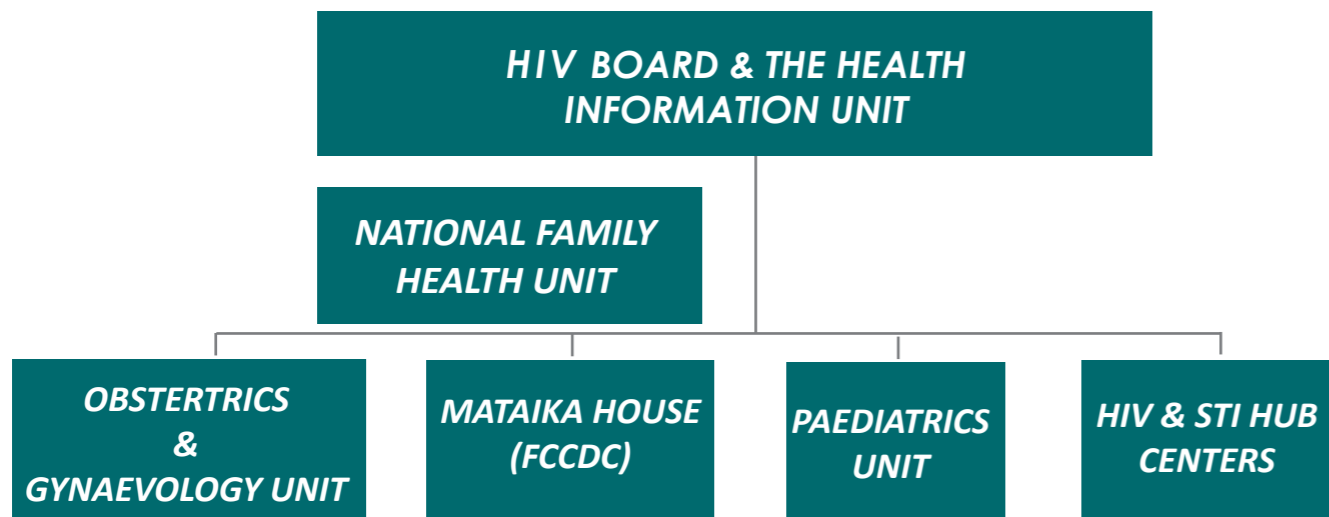 HIV BOARD & THE HEALTH
INFORMATION UNIT
NATIONAL FAMILY
HEALTH UNIT
OBSTERTRICS
&
GYNAEVOLOGY UNIT
MATAIKA HOUSE
(FCCDC)
PAEDIATRICS
UNIT
HIV & STI HUB
CENTERS